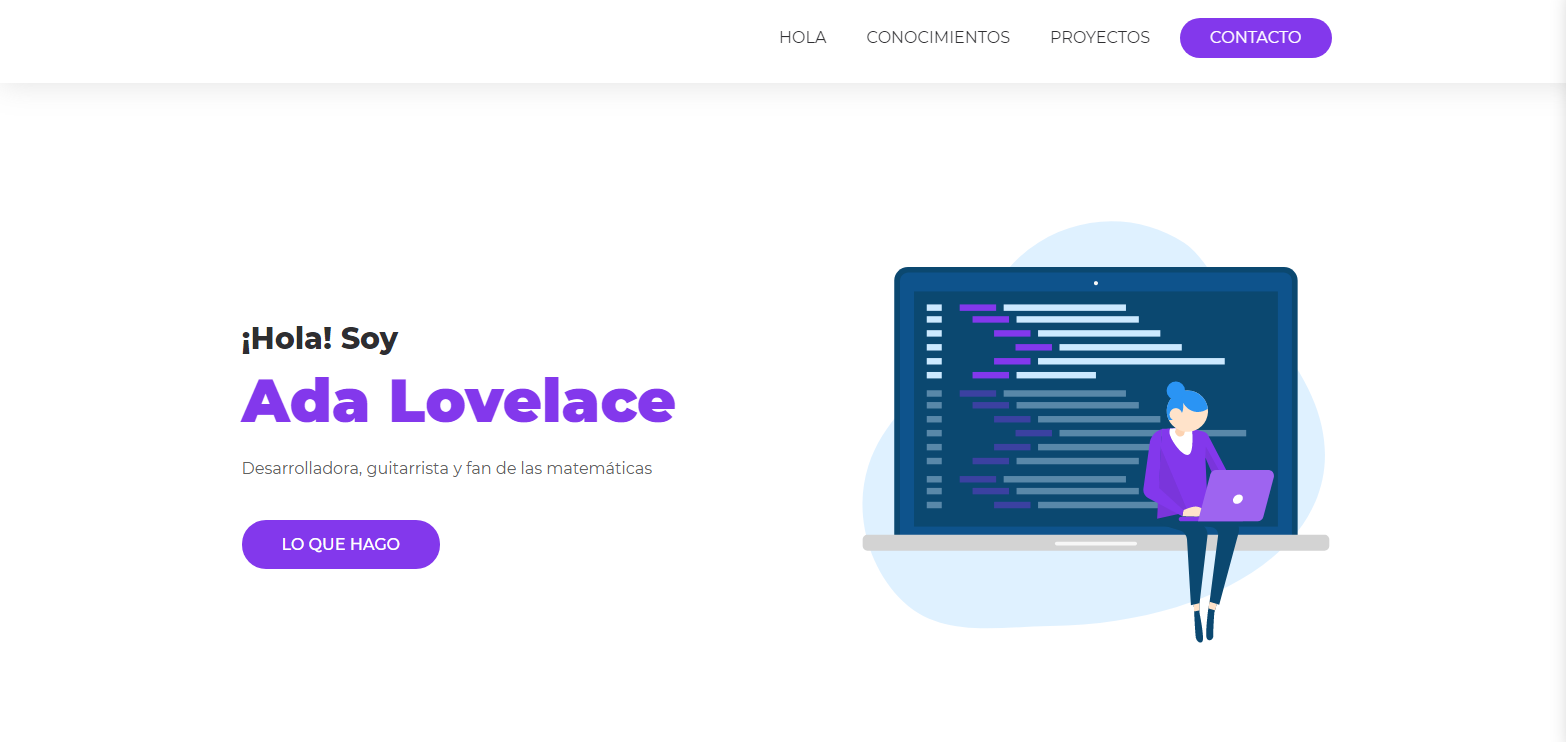 HOLA CONOCIMIENTOS PROYECTOS CONTACTO
¡Hola! Soy
Ada Lovelace
Desarrolladora, guitarrista y fan de las matemáticas
LO QUE HAGO